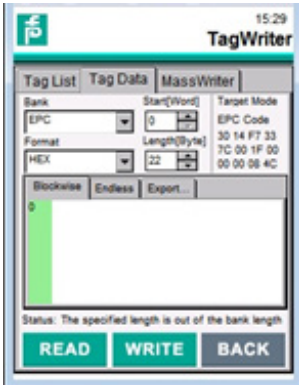 15:29
TagWriter
Tag List Tag Data MassWriter
Bank Start[Word] Target Mode
EPC 0 EPC Code
Format Length[Byte] 30 14 F7 33
HEX 22 7C 00 1F 00
00 00 08 4C
Blockwise Endless Export...
0
Status: The specified length is out of the bank length
READ WRITE BACK